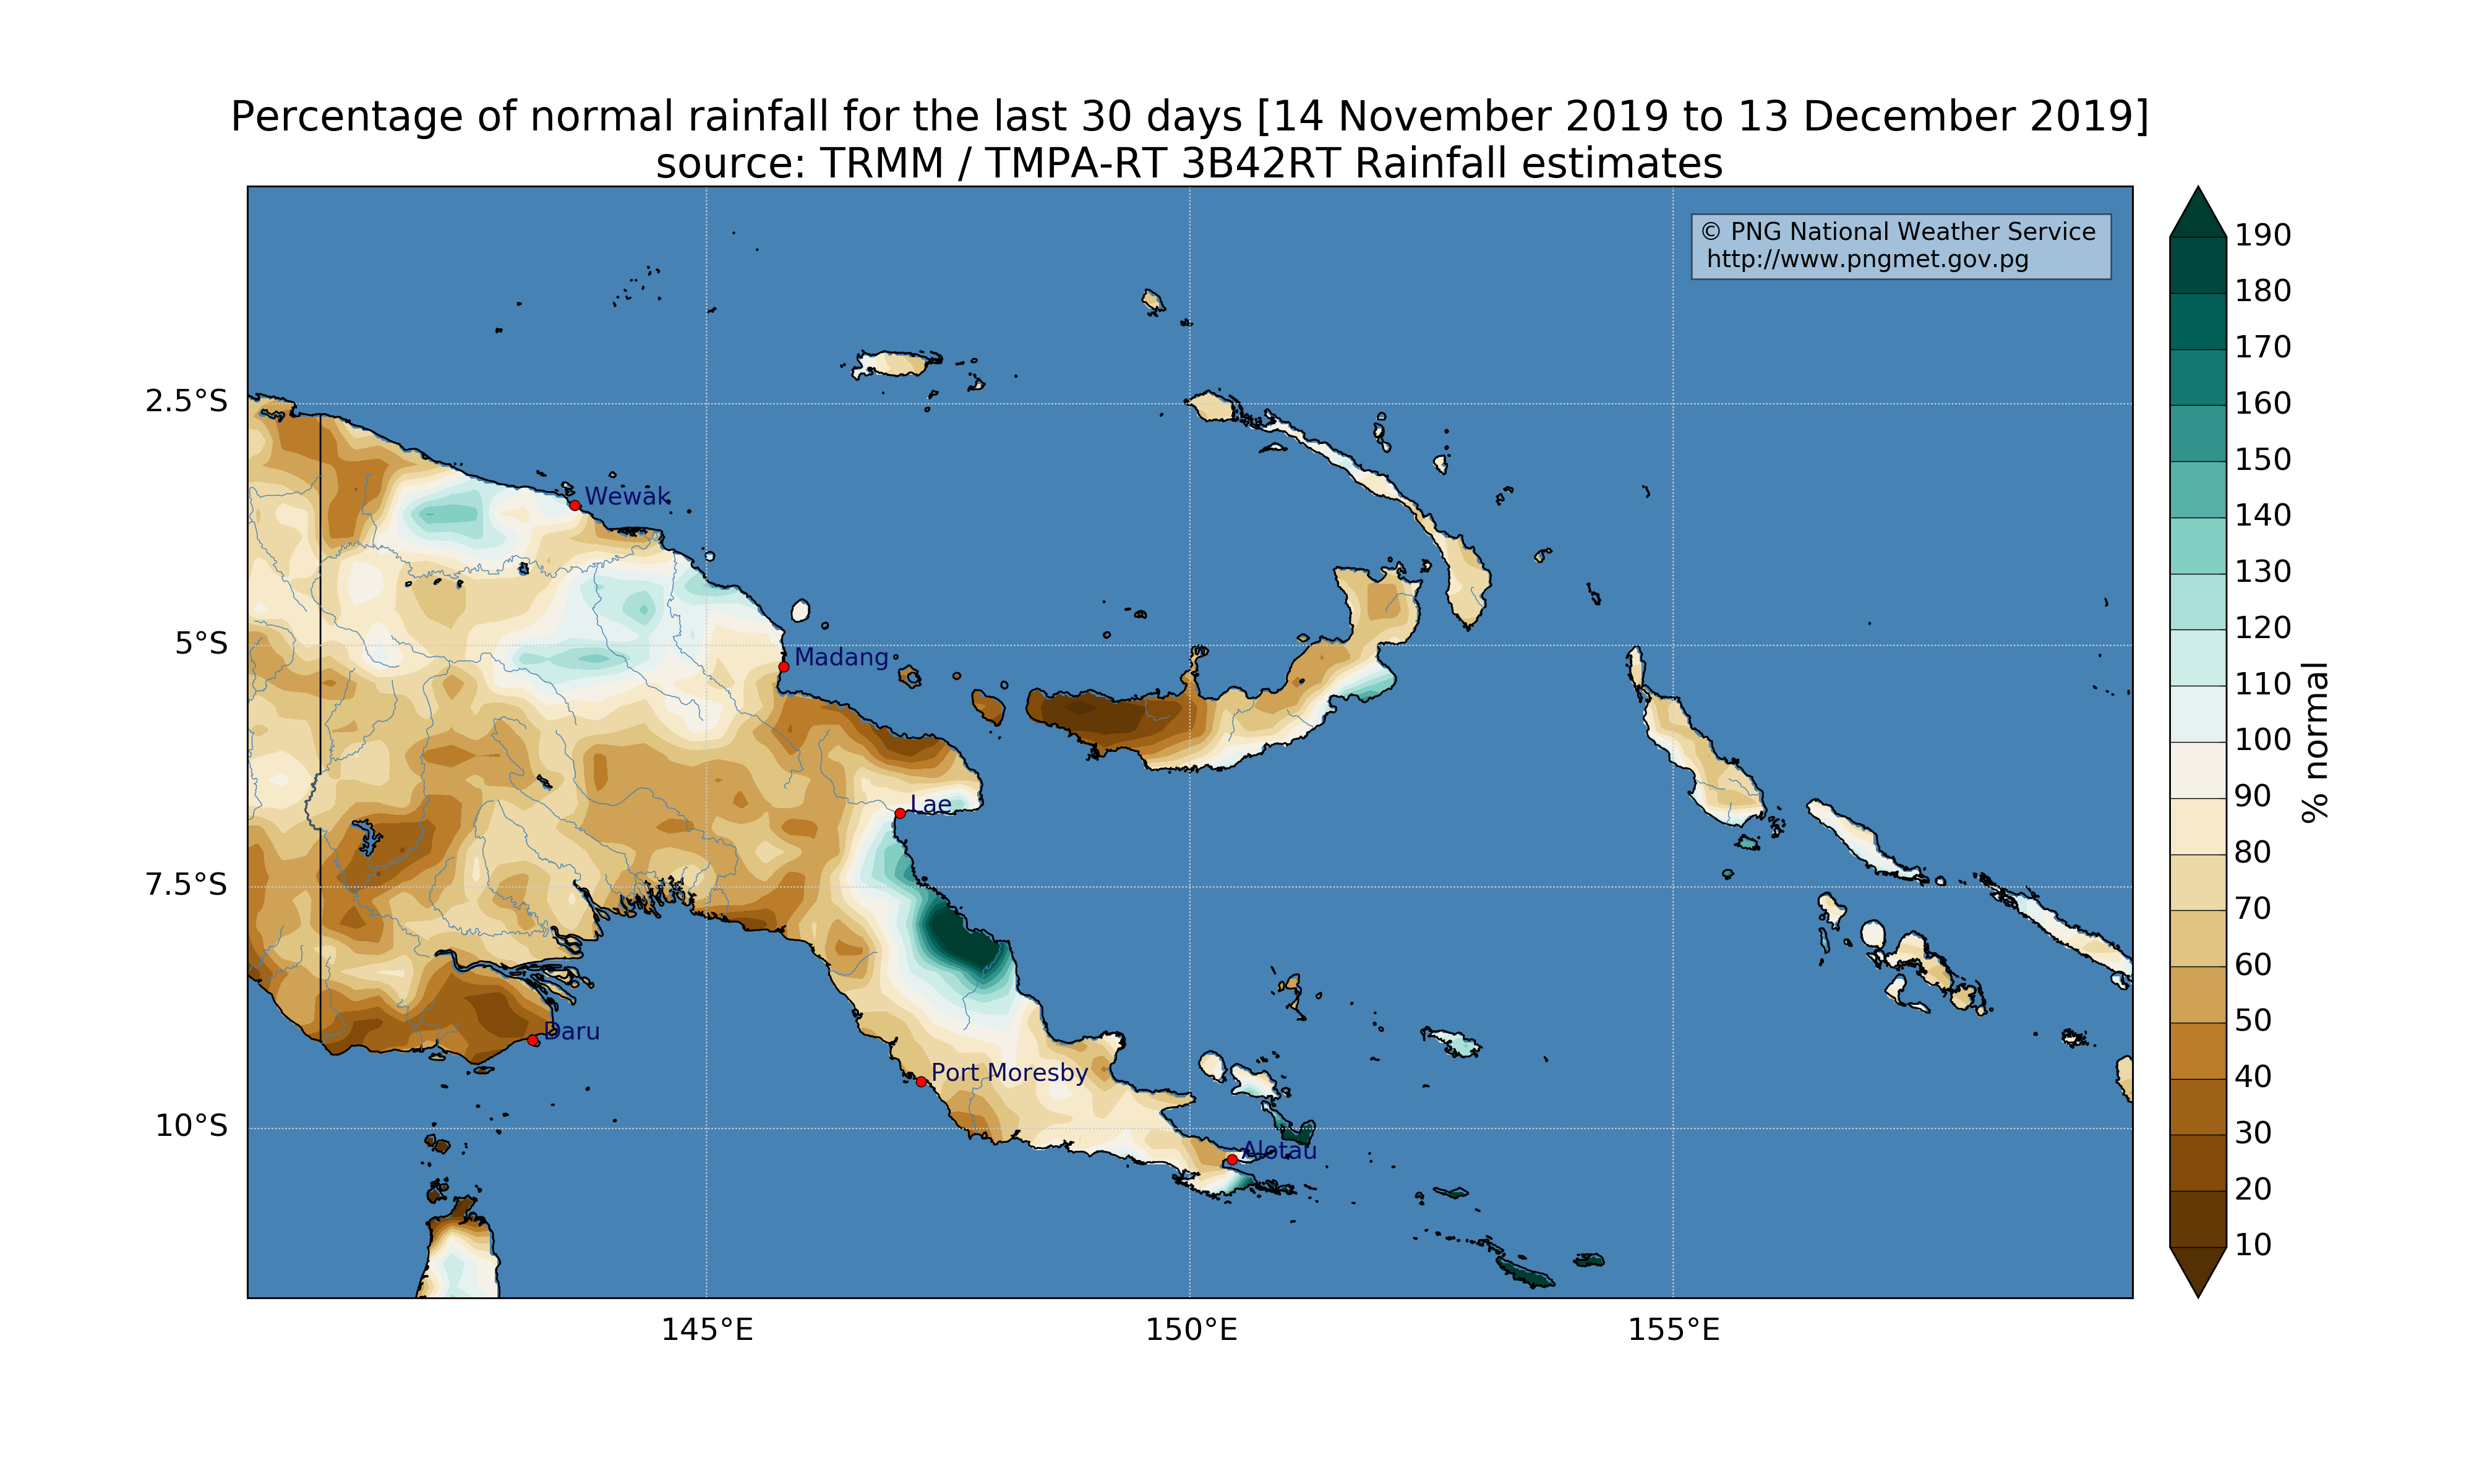 Percentage of normal rainfall for the last 30 days [14 November 2019 to 13 December 2019]
source: TRMM / TMPA-RT 3B42RT Rainfall estimates
© PNG National Weather Service
http://www.pngmet.gov.pg
190
180
170
160
150
140
130
120
110
100
90
80
70
60
50
40
30
20
10
% normal
2.5°S
5°S
7.5°S
10°S
Wewak
Madang
Lae
Daru
Port Moresby
Alotau
145°E
150°E
155°E